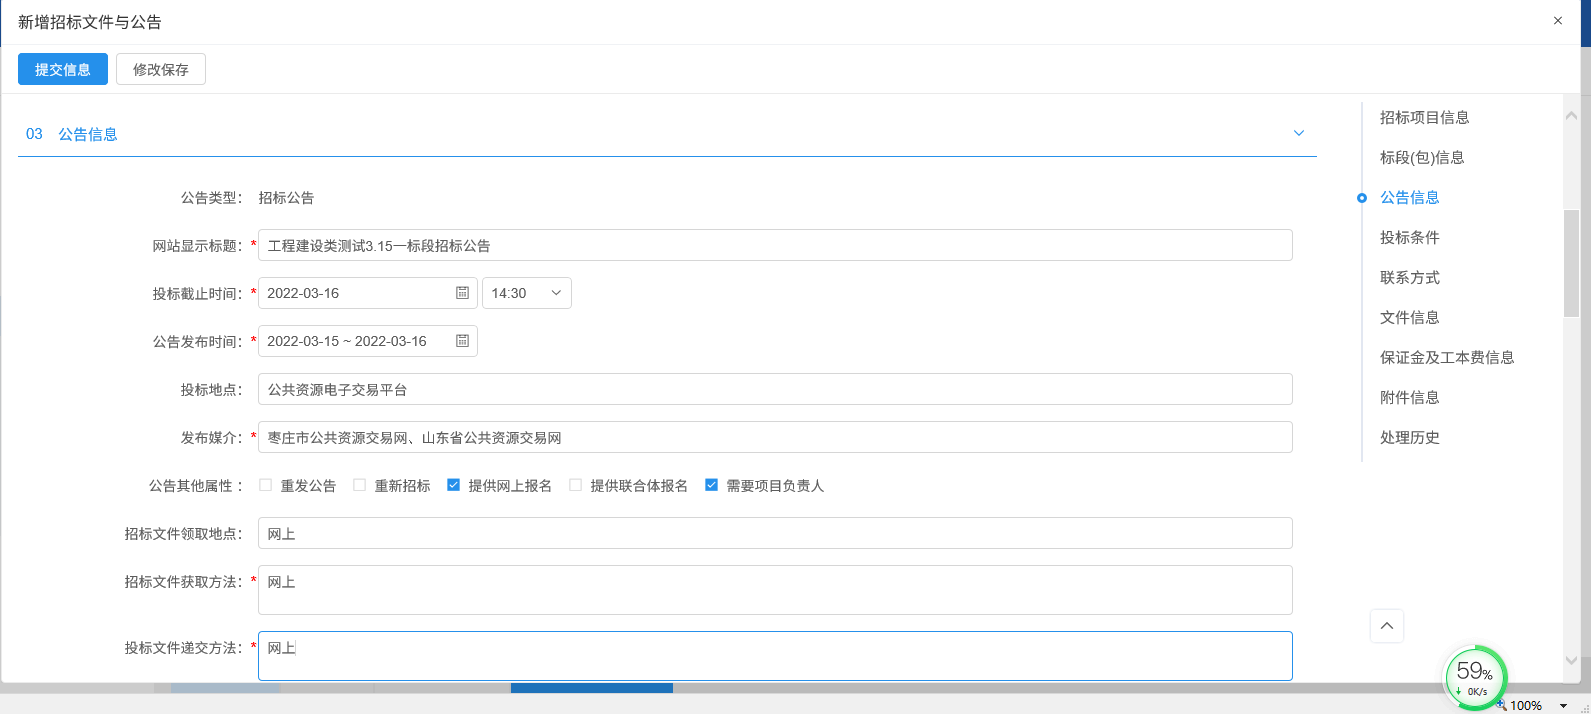 新增招标文件与公告
×
提交信息 修改保存
03 公告信息
公告类型： 招标公告
网站显示标题：* 工程建设类测试3.15一标段招标公告
投标截止时间：* 2022-03-16 14:30
公告发布时间：* 2022-03-15 ~ 2022-03-16
投标地点： 公共资源电子交易平台
发布媒介：* 枣庄市公共资源交易网、山东省公共资源交易网
公告其他属性： 重发公告 重新招标 提供网上报名 提供联合体报名 需要项目负责人
招标文件领取地点： 网上
招标文件获取方法：* 网上
投标文件递交方法：* 网上
招标项目信息
标段(包)信息
公告信息
投标条件
联系方式
文件信息
保证金及工本费信息
附件信息
处理历史
59%
↓ 0K/s
100%